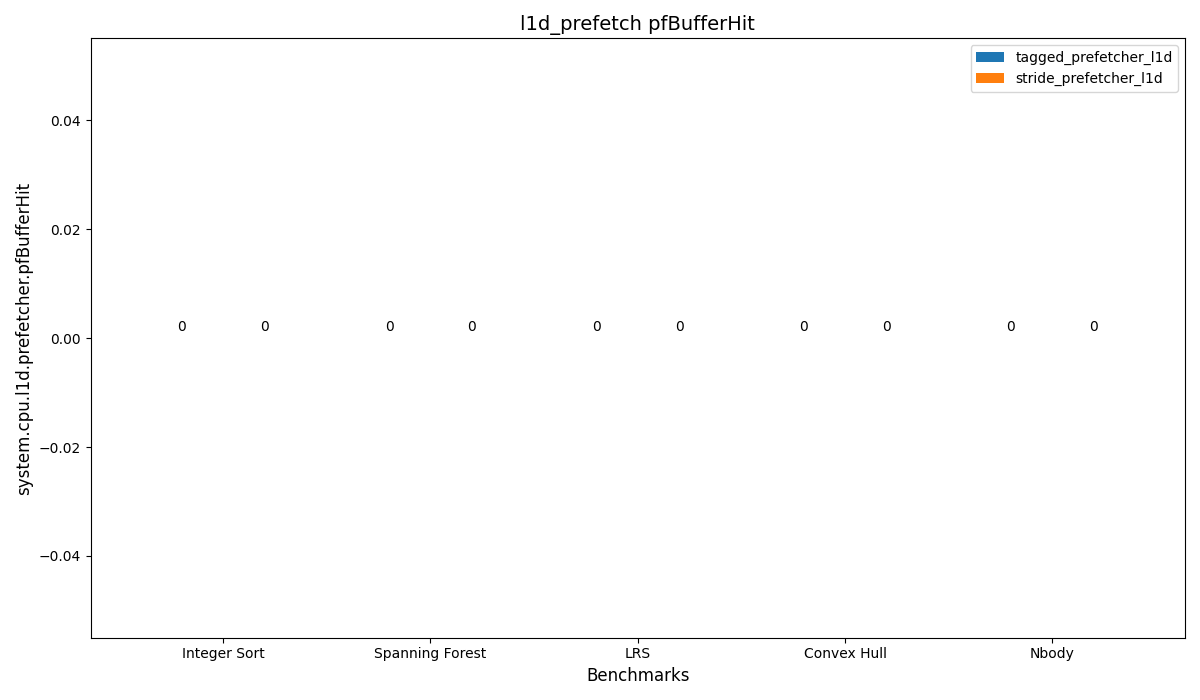 l1d_prefetch pfBufferHit
tagged_prefetcher_l1d
stride_prefetcher_l1d
system.cpu.l1d.prefetcher.pfBufferHit
0.04
0.02
0.00
−0.02
−0.04
0 0 0 0 0 0 0 0 0 0
Integer Sort Spanning Forest LRS Convex Hull Nbody
Benchmarks